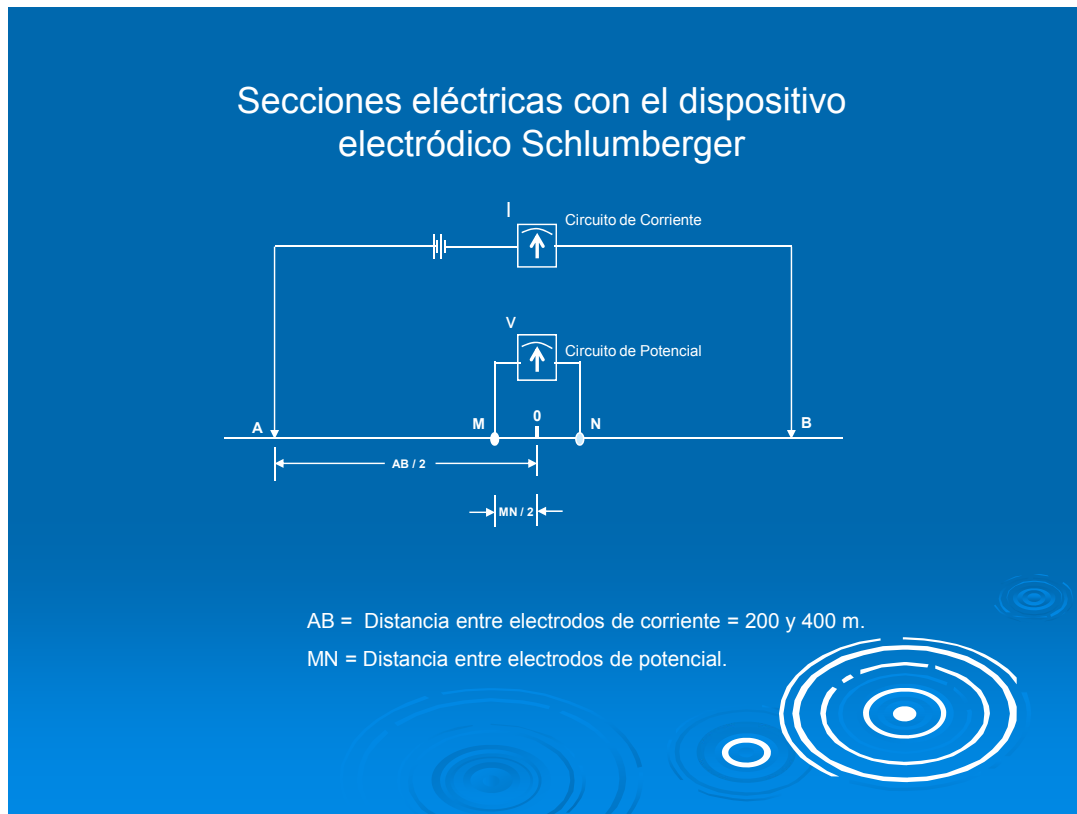 Secciones eléctricas con el dispositivo
electródico Schlumberger
I
Circuito de Corriente
V
Circuito de Potencial
A
M
0
N
B
AB / 2
MN / 2
AB =  Distancia entre electrodos de corriente = 200 y 400 m.
MN = Distancia entre electrodos de potencial.